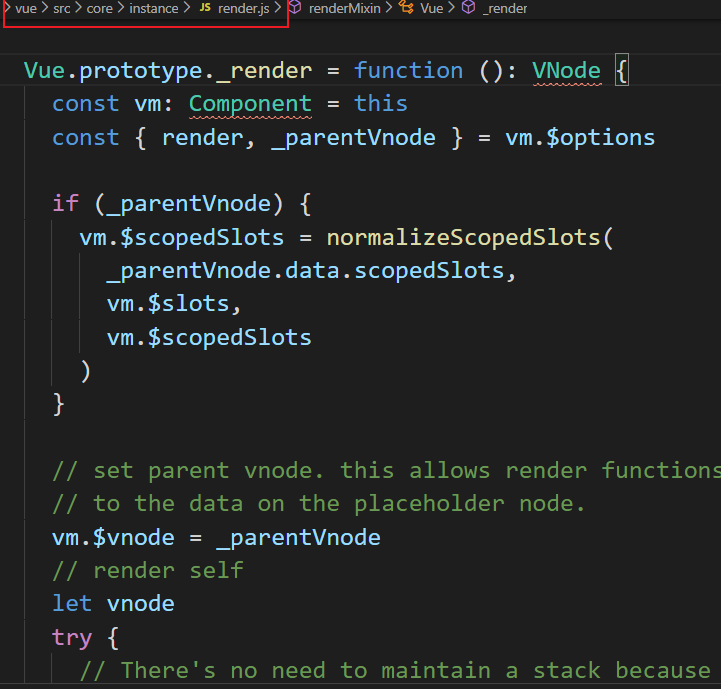 vue > src > core > instance > JS render.js > renderMixin > Vue > _render
Vue.prototype._render = function (): VNode {
const vm: Component = this
const { render, _parentVnode } = vm.$options
if (_parentVnode) {
vm.$scopedSlots = normalizeScopedSlots(
_parentVnode.data.scopedSlots,
vm.$slots,
vm.$scopedSlots
)
}
// set parent vnode. this allows render functions
// to the data on the placeholder node.
vm.$vnode = _parentVnode
// render self
let vnode
try {
// There's no need to maintain a stack because